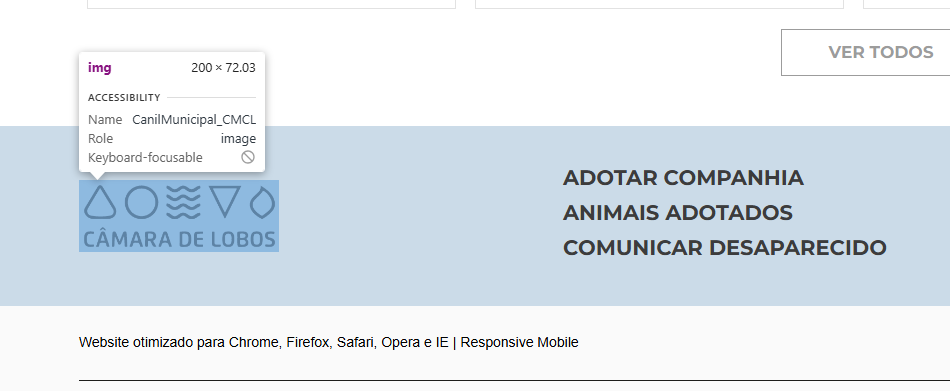 VER TODOS
img 200 × 72.03
ACCESSIBILITY
Name CanilMunicipal_CMCL
Role image
Keyboard-focusable
CÂMARA DE LOBOS
ADOTAR COMPANHIA
ANIMAIS ADOTADOS
COMUNICAR DESAPARECIDO
Website otimizado para Chrome, Firefox, Safari, Opera e IE | Responsive Mobile